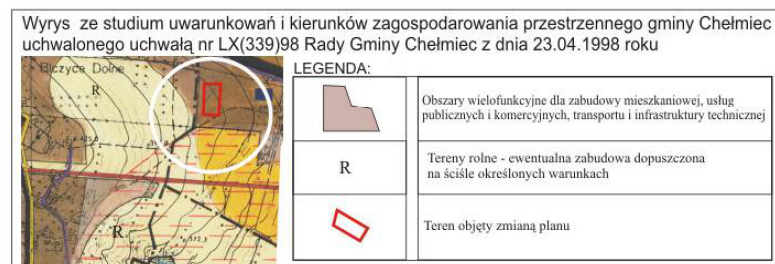 Wyrys ze studium uwarunkowań i kierunków zagospodarowania przestrzennego gminy Chełmiec
uchwalonego uchwałą nr LX(339)98 Rady Gminy Chełmiec z dnia 23.04.1998 roku
Biczyce Dolne
R
R
LEGENDA:
Obszary wielofunkcyjne dla zabudowy mieszkaniowej, usług
publicznych i komercyjnych, transportu i infrastruktury technicznej
R
Tereny rolne - ewentualna zabudowa dopuszczona
na ściśle określonych warunkach
Teren objęty zmianą planu